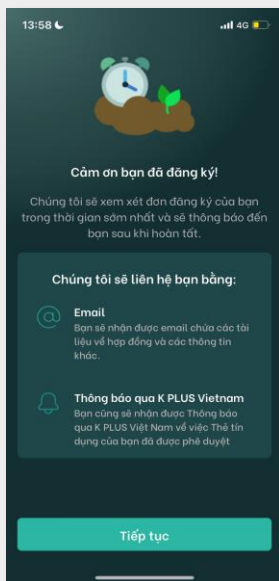 13:58
4G
Cảm ơn bạn đã đăng ký!
Chúng tôi sẽ xem xét đơn đăng ký của bạn
trong thời gian sớm nhất và sẽ thông báo đến
bạn sau khi hoàn tất.
Chúng tôi sẽ liên hệ bạn bằng:
Email
Bạn sẽ nhận được email chứa các tài
liệu về hợp đồng và các thông tin
khác.
Thông báo qua K PLUS Vietnam
Bạn cũng sẽ nhận được Thông báo
qua K PLUS Việt Nam về việc Thẻ tín
dụng của bạn đã được phê duyệt
Tiếp tục